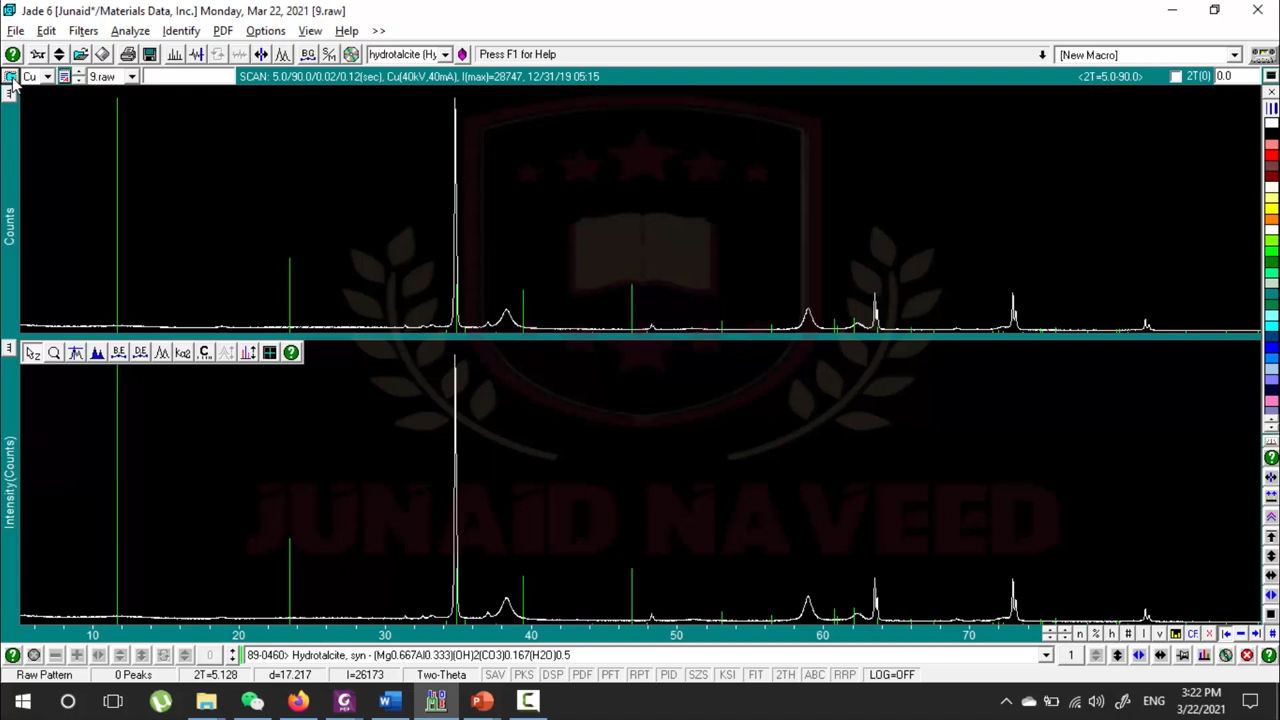 Jade 6 [Junaid*/Materials Data, Inc.] Monday, Mar 22, 2021 [9.raw]
File Edit Filters Analyze Identify PDF Options View Help >>
hydrotalcite (Hy
Press F1 for Help
[New Macro]
Cu
9.raw
SCAN: 5.0/90.0/0.02/0.12(sec), Cu(40kV,40mA), I(max)=28747, 12/31/19 05:15
<2T=5.0-90.0>
2T(0) 0.0
Counts
JUNAID NAVEED
Intensity(Counts)
10 20 30 40 50 60 70
n % h # l v CF. X
0
89-0460> Hydrotalcite, syn - (Mg0.667Al0.333)(OH)2(CO3)0.167(H2O)0.5
1
Raw Pattern 0 Peaks 2T=5.128 d=17.217 I=26173 Two-Theta SAV PKS DSP PDF PFT RPT PID SZS KSI FIT 2TH ABC RRP LOG=OFF
ENG
3:22 PM
3/22/2021